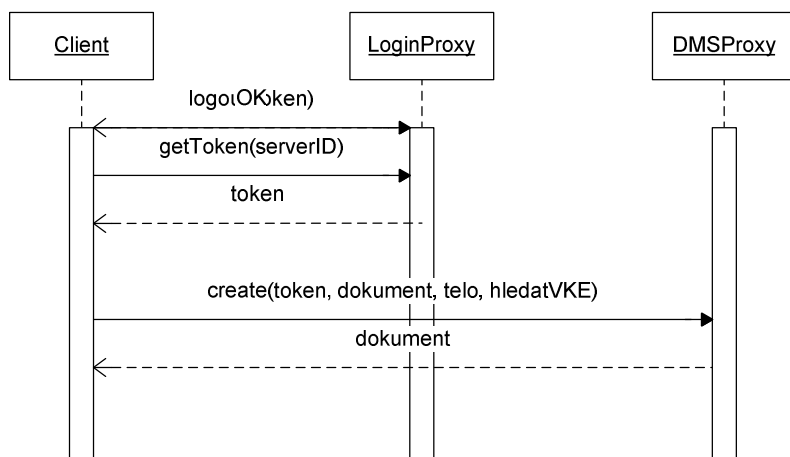 Client
LoginProxy
DMSProxy
getToken(serverID)
token
create(token, dokument, telo, hledatVKE)
dokument